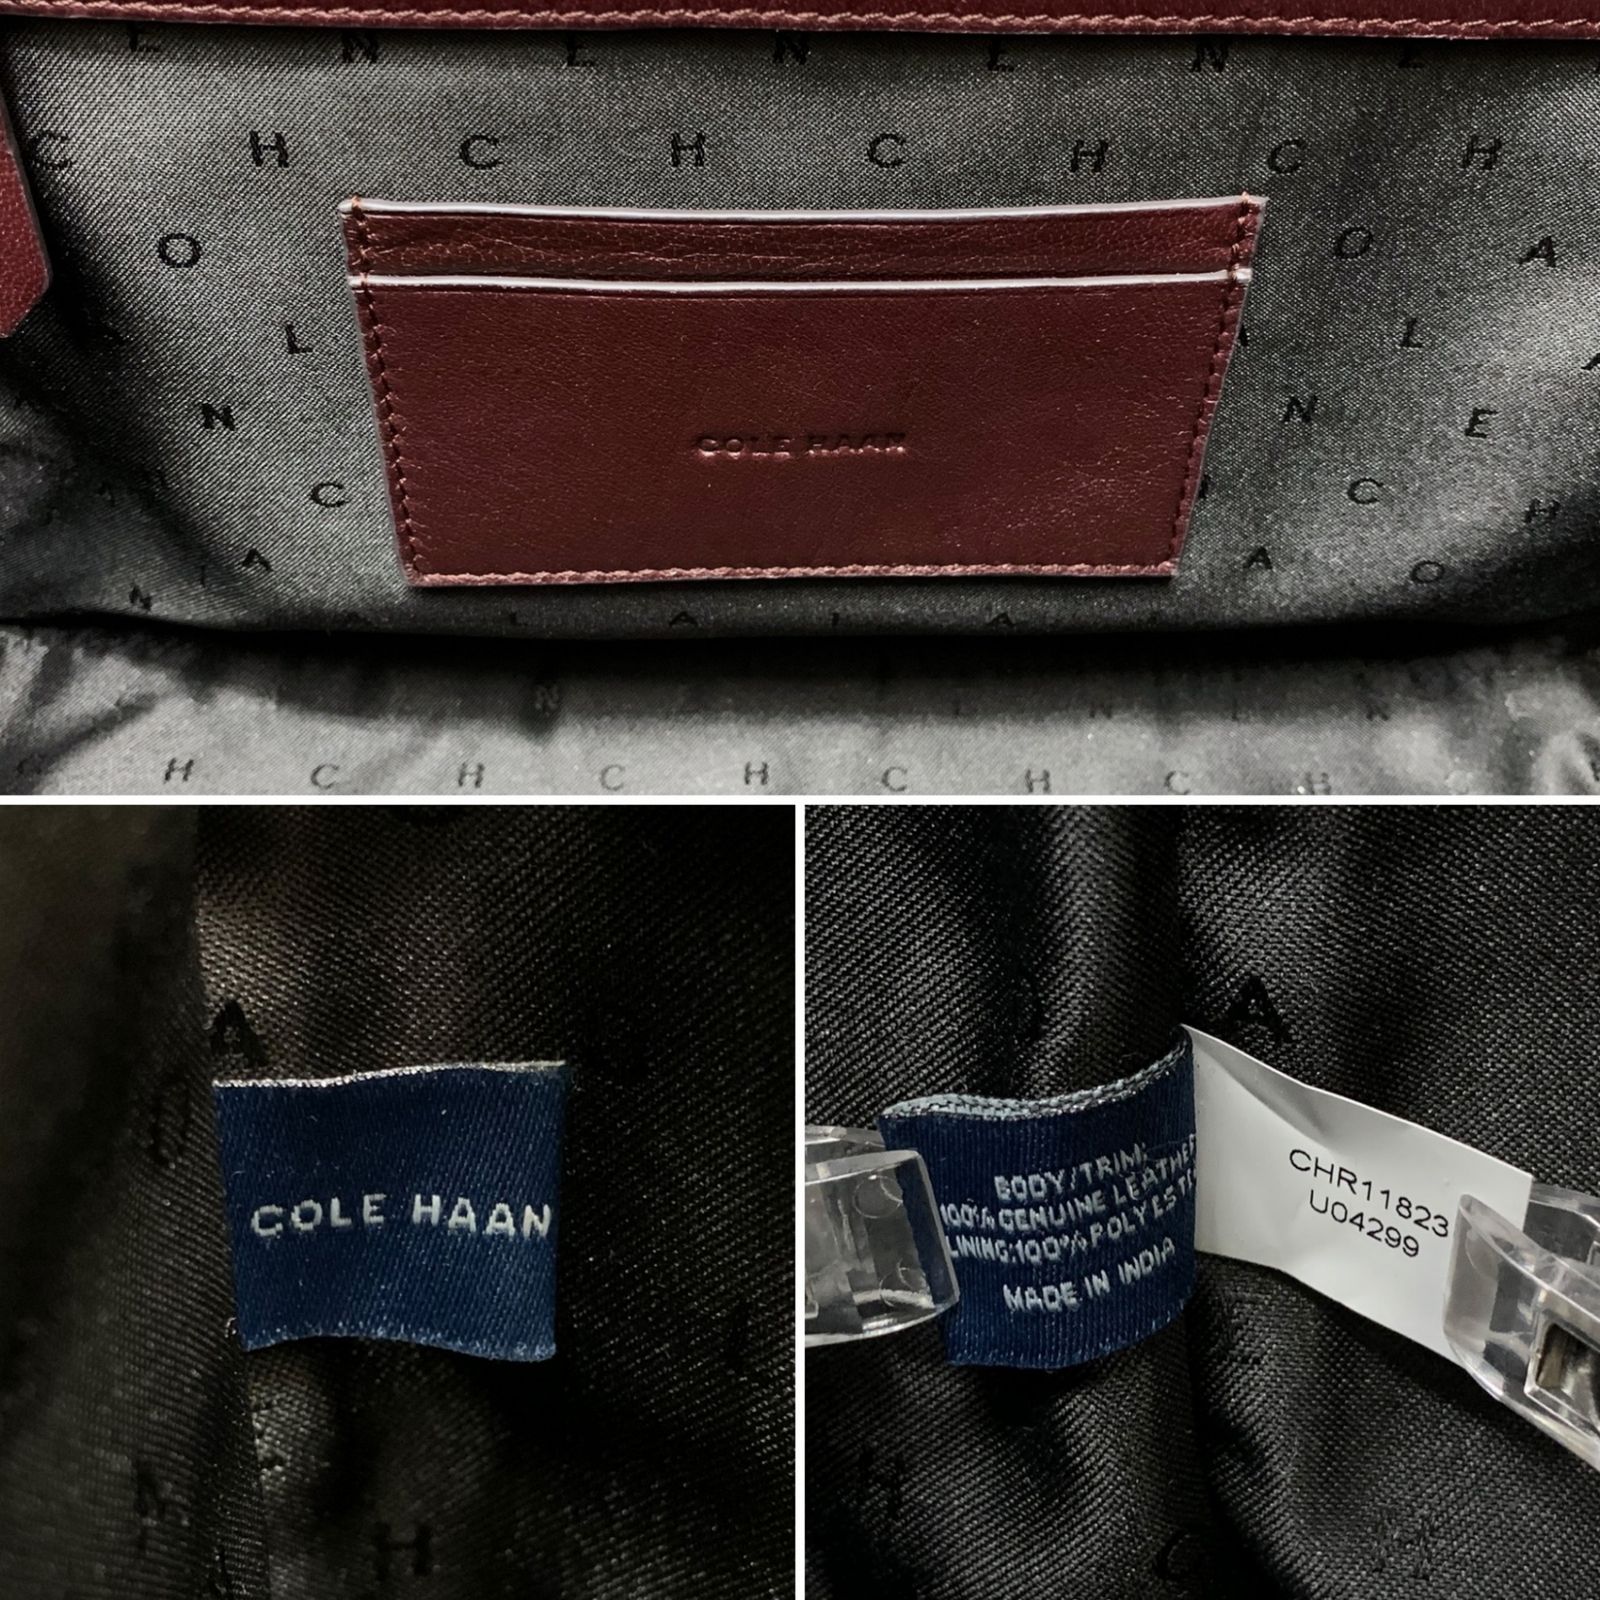 E N L N L N L
C H C H C H C H
O O A
L L
N N E
C C H
A A O
N L A I A
N L N L N
H C H C H C H C H
COLE HAAN
A
COLE HAAN
H
A
BODY/TRIM:
100% GENUINE LEATHER
LINING:100% POLYESTER
MADE IN INDIA
CHR11823
U04299